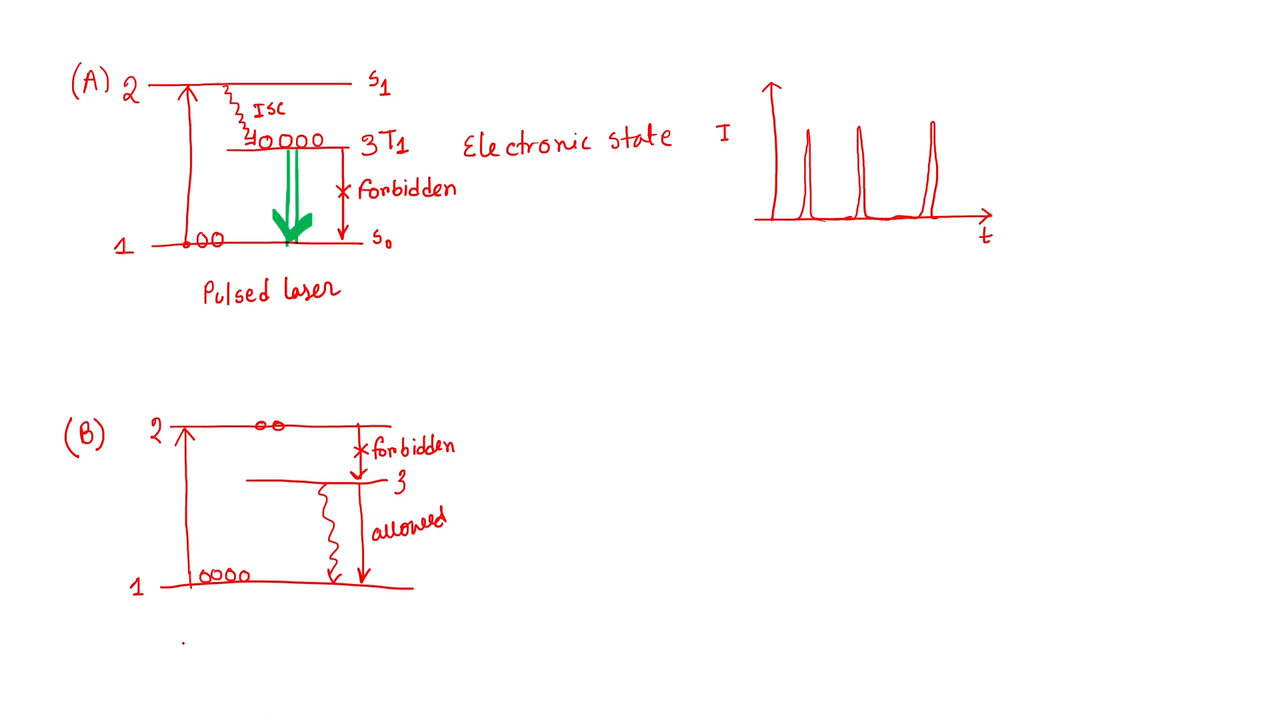 (A) 2 S1
ISC
3T1 Electronic state I
forbidden
1 S0 t
Pulsed laser
(B) 2
forbidden
3
allowed
1